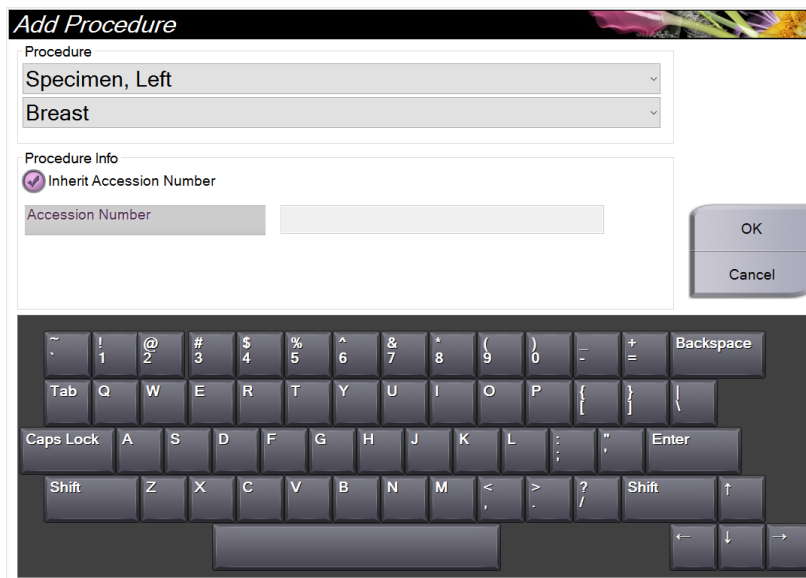 Add Procedure
Procedure
Specimen, Left
Breast
Procedure Info
Inherit Accession Number
Accession Number
OK
Cancel
~ ` ! 1 @ 2 # 3 $ 4 % 5 ^ 6 & 7 * 8 ( 9 ) 0 _ - + = Backspace
Tab Q W E R T Y U I O P { [ } ] | \
Caps Lock A S D F G H J K L : ; " ' Enter
Shift Z X C V B N M < , > . ? / Shift ↑
← ↓ →